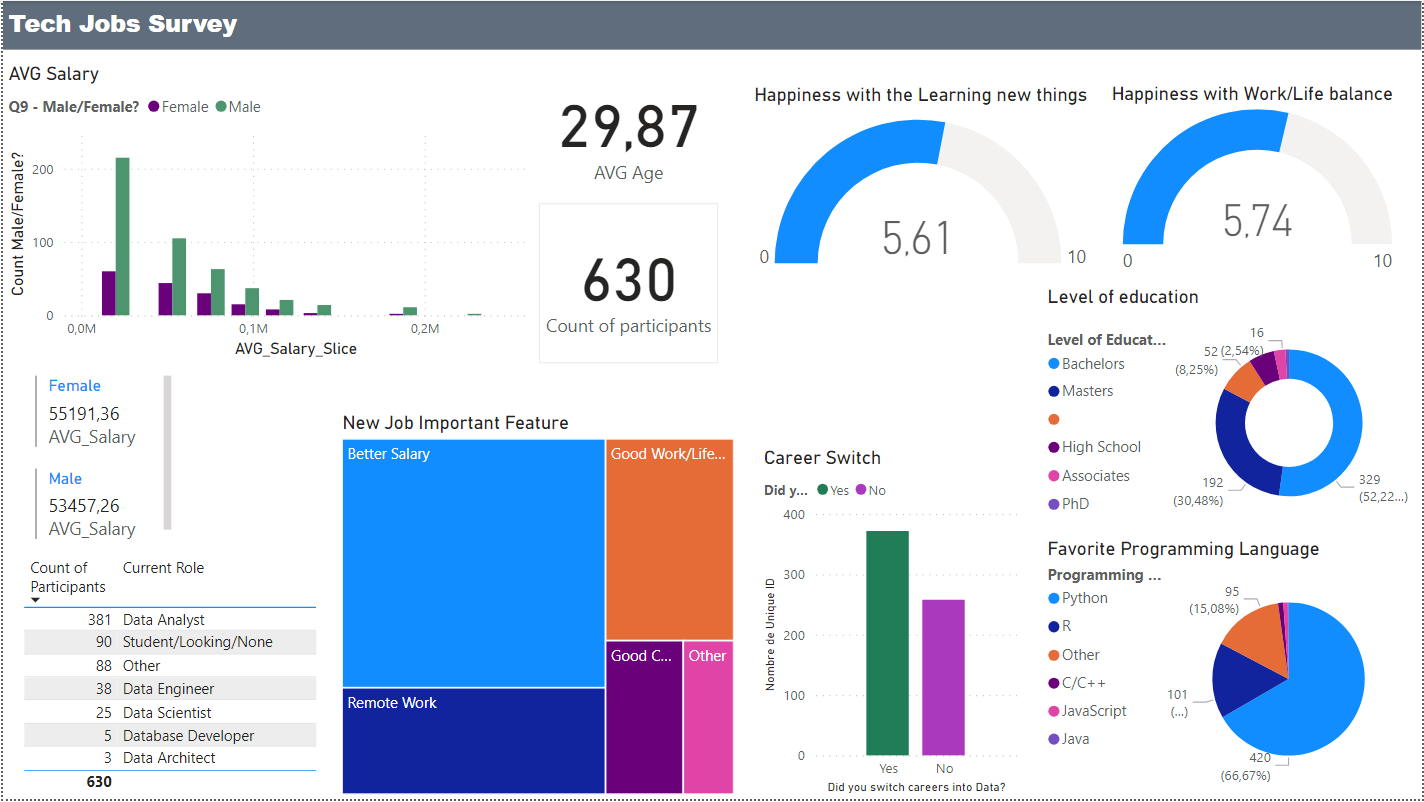 Tech Jobs Survey
AVG Salary
Q9 - Male/Female? Female Male
Count Male/Female?
200
100
0
0,0M 0,1M 0,2M
AVG_Salary_Slice
29,87
AVG Age
630
Count of participants
Happiness with the Learning new things
5,61
0 10
Happiness with Work/Life balance
5,74
0 10
Female
55191,36
AVG_Salary
Male
53457,26
AVG_Salary
Count of Participants Current Role
381 Data Analyst
90 Student/Looking/None
88 Other
38 Data Engineer
25 Data Scientist
5 Database Developer
3 Data Architect
630
New Job Important Feature
Better Salary
Good Work/Life...
Remote Work
Good C...
Other
Career Switch
Did y... Yes No
Nombre de Unique ID
400
300
200
100
0
Yes No
Did you switch careers into Data?
Level of education
Level of Educat...
Bachelors
Masters
High School
Associates
PhD
16
(2,54%)
52
(8,25%)
192
(30,48%)
329
(52,22...)
Favorite Programming Language
Programming ...
Python
R
Other
C/C++
JavaScript
Java
95
(15,08%)
101
(...)
420
(66,67%)